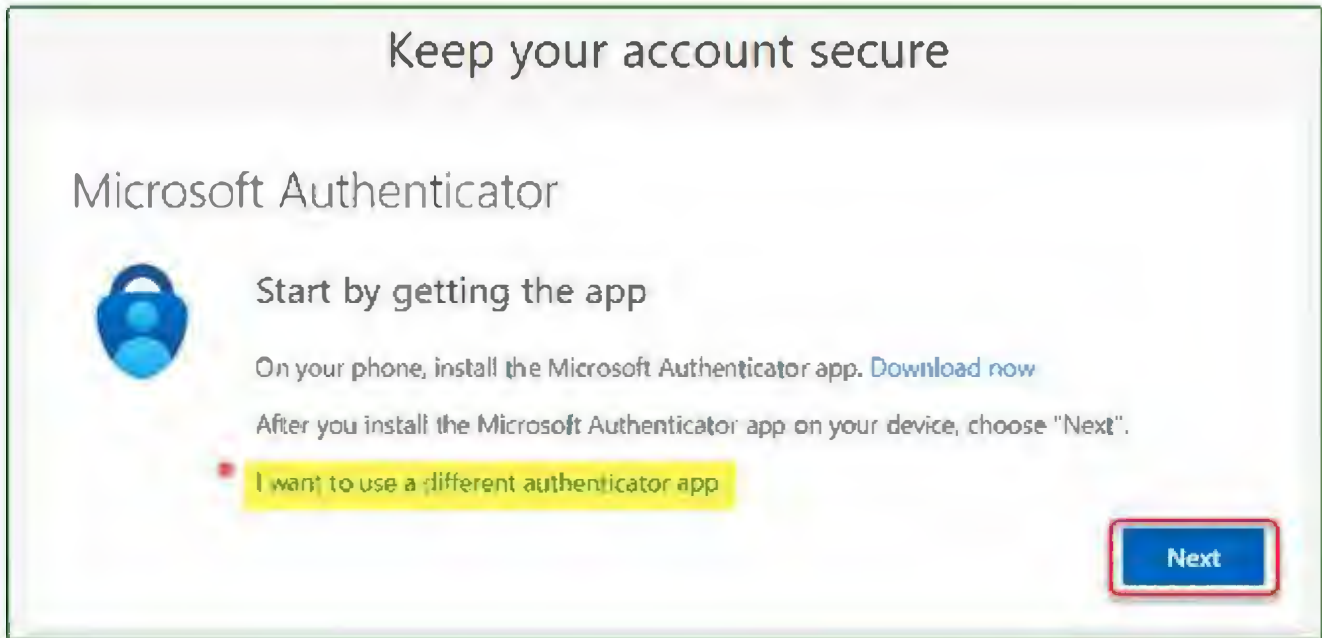 Keep your account secure
Microsoft Authenticator
Start by getting the app
On your phone, install the Microsoft Authenticator app. Download now
After you install the Microsoft Authenticator app on your device, choose "Next".
I want to use a different authenticator app
Next